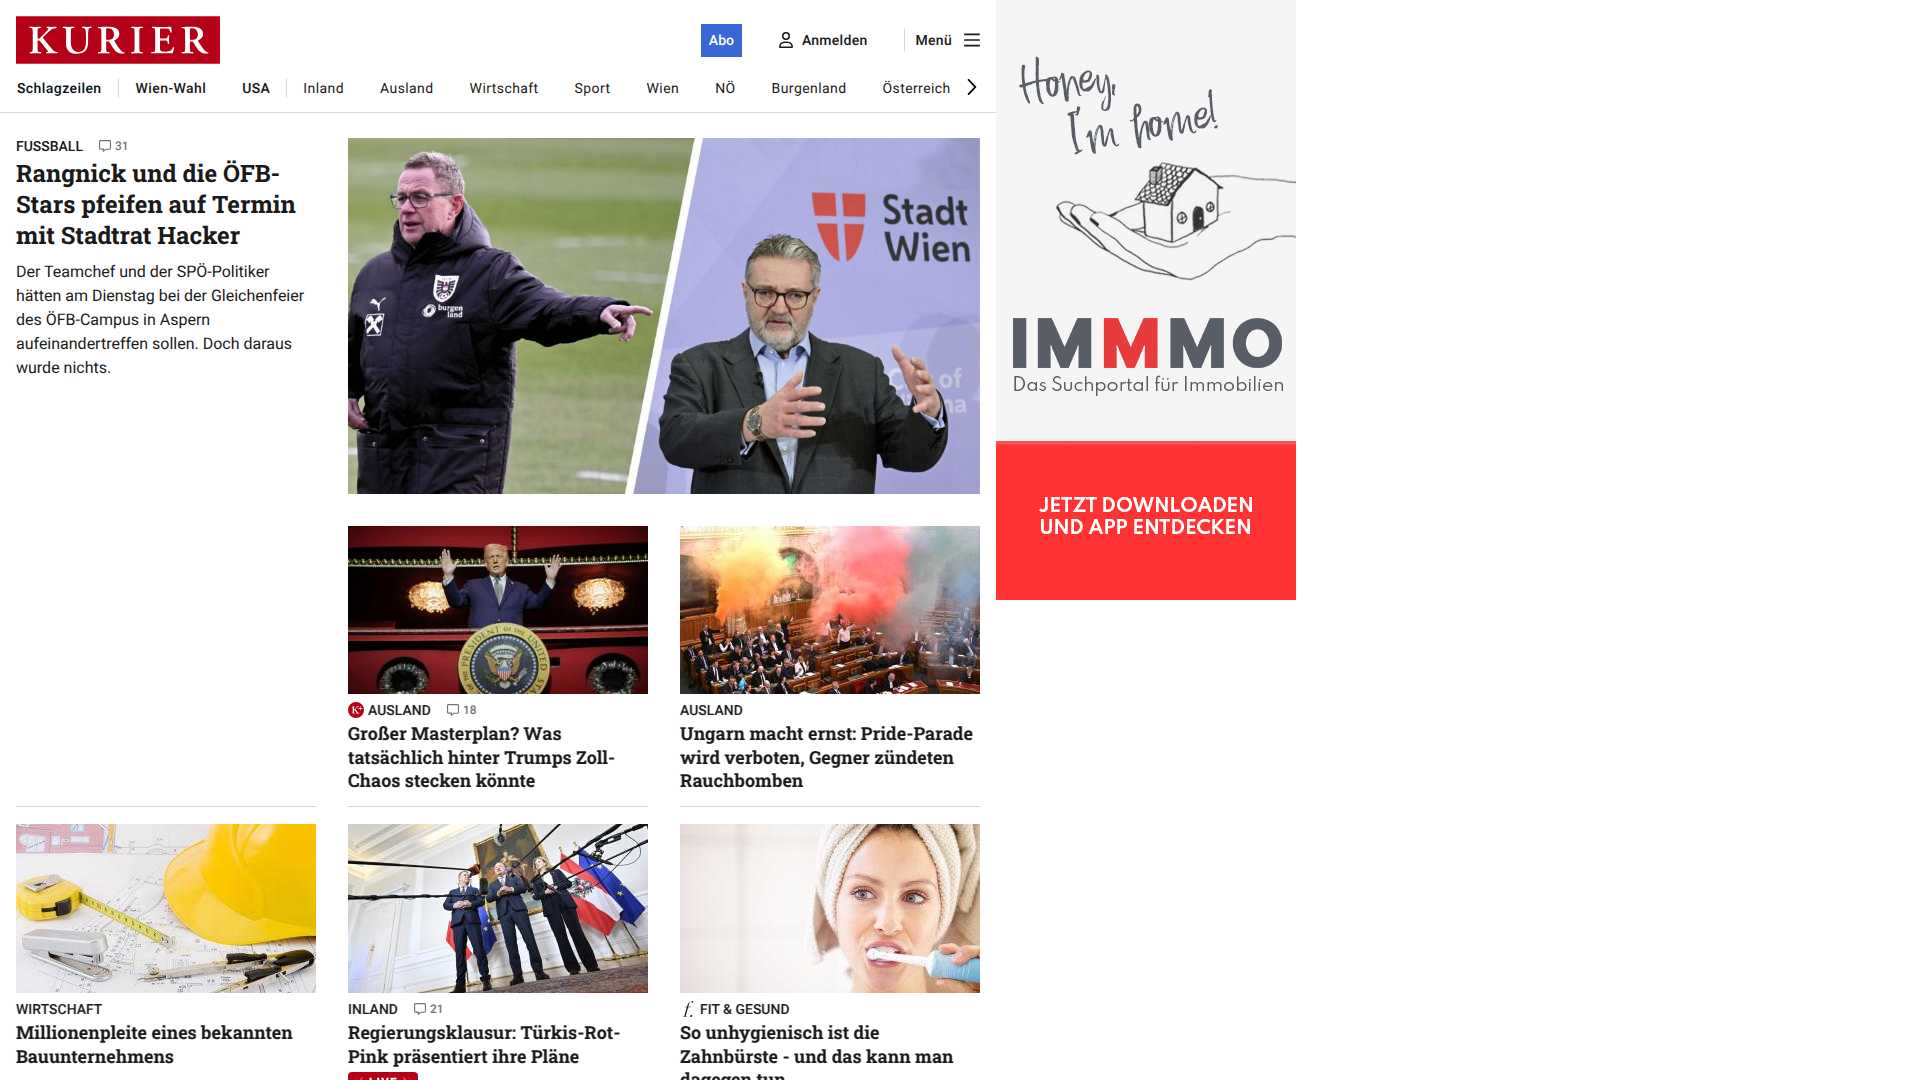 KURIER
Abo
Anmelden
Menü
Schlagzeilen
Wien-Wahl
USA
Inland
Ausland
Wirtschaft
Sport
Wien
NÖ
Burgenland
Österreich
FUSSBALL 31
Rangnick und die ÖFB-
Stars pfeifen auf Termin
mit Stadtrat Hacker
Der Teamchef und der SPÖ-Politiker
hätten am Dienstag bei der Gleichenfeier
des ÖFB-Campus in Aspern
aufeinandertreffen sollen. Doch daraus
wurde nichts.
burgen
land
Stadt
Wien
of
Honey,
I'm home!
IMMMO
Das Suchportal für Immobilien
JETZT DOWNLOADEN
UND APP ENTDECKEN
K+ AUSLAND 18
Großer Masterplan? Was
tatsächlich hinter Trumps Zoll-
Chaos stecken könnte
AUSLAND
Ungarn macht ernst: Pride-Parade
wird verboten, Gegner zündeten
Rauchbomben
WIRTSCHAFT
Millionenpleite eines bekannten
Bauunternehmens
INLAND 21
Regierungsklausur: Türkis-Rot-
Pink präsentiert ihre Pläne
LIVE
f. FIT & GESUND
So unhygienisch ist die
Zahnbürste - und das kann man
dagegen tun